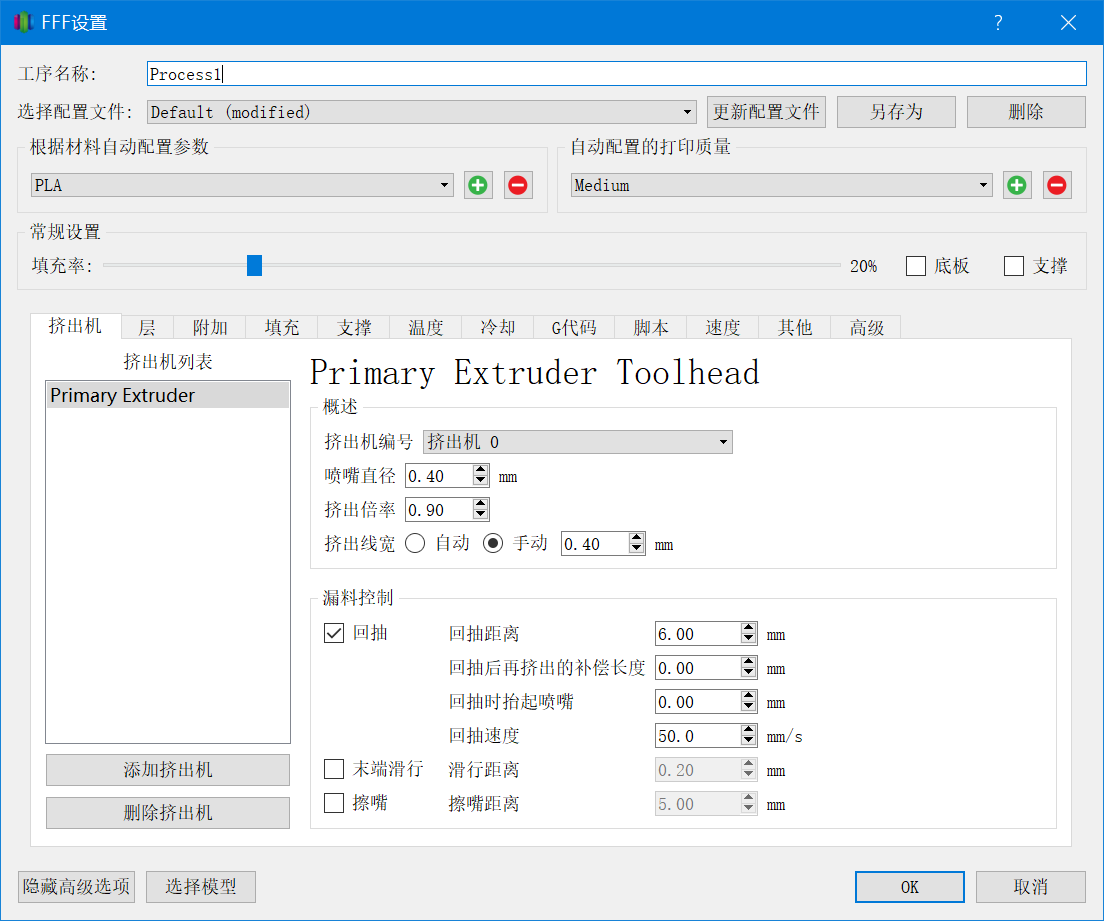 FFF设置
工序名称: Process1
选择配置文件: Default (modified) 更新配置文件 另存为 删除
根据材料自动配置参数 自动配置的打印质量
PLA Medium
常规设置
填充率: 20% 底板 支撑
挤出机 层 附加 填充 支撑 温度 冷却 G代码 脚本 速度 其他 高级
挤出机列表
Primary Extruder
添加挤出机
删除挤出机
Primary Extruder Toolhead
概述
挤出机编号 挤出机 0
喷嘴直径 0.40 mm
挤出倍率 0.90
挤出线宽 自动 手动 0.40 mm
漏料控制
回抽 回抽距离 6.00 mm
回抽后再挤出的补偿长度 0.00 mm
回抽时抬起喷嘴 0.00 mm
回抽速度 50.0 mm/s
末端滑行 滑行距离 0.20 mm
擦嘴 擦嘴距离 5.00 mm
隐藏高级选项 选择模型 OK 取消